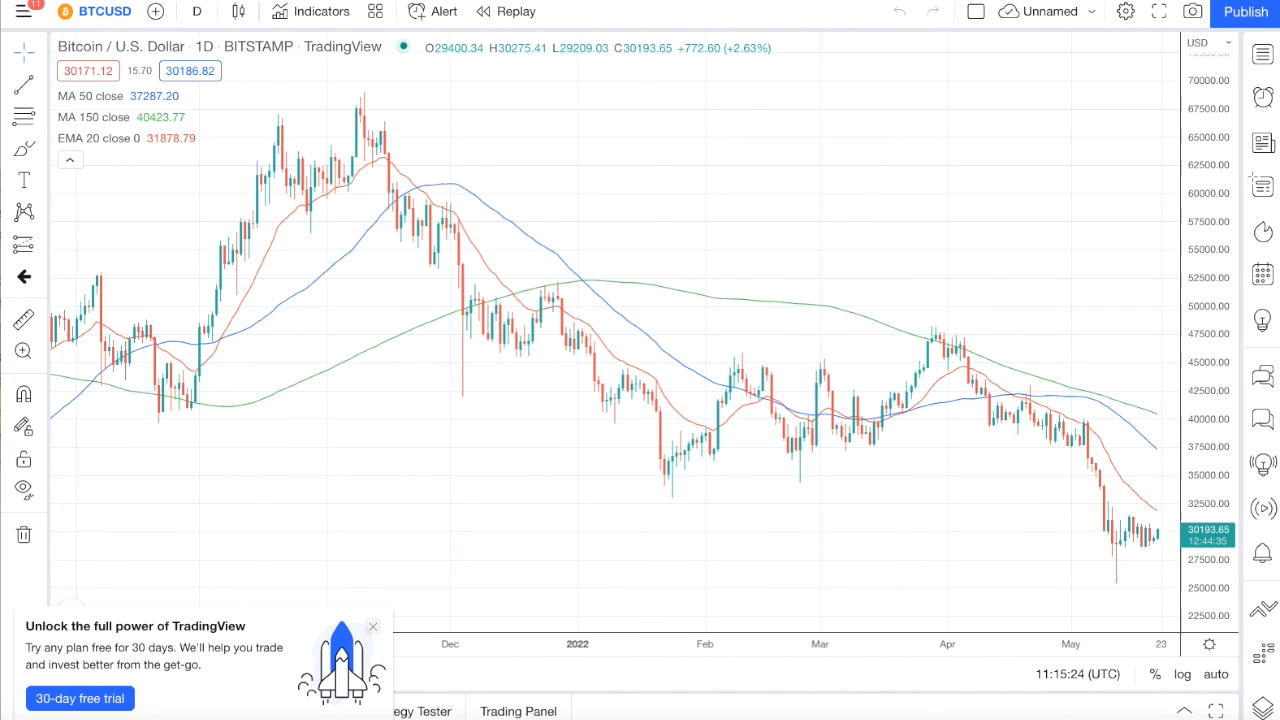 11
BTCUSD
D
Indicators
Alert
Replay
Unnamed
Publish
Bitcoin / U.S. Dollar · 1D · BITSTAMP · TradingView
O29400.34 H30275.41 L29209.03 C30193.65 +772.60 (+2.63%)
30171.12 15.70 30186.82
MA 50 close 37287.20
MA 150 close 40423.77
EMA 20 close 0 31878.79
USD
70000.00
67500.00
65000.00
62500.00
60000.00
57500.00
55000.00
52500.00
50000.00
47500.00
45000.00
42500.00
40000.00
37500.00
35000.00
32500.00
30193.65
12:44:35
27500.00
25000.00
22500.00
Dec 2022 Feb Mar Apr May 23
Unlock the full power of TradingView
Try any plan free for 30 days. We'll help you trade
and invest better from the get-go.
30-day free trial
11:15:24 (UTC) % log auto
egy Tester Trading Panel